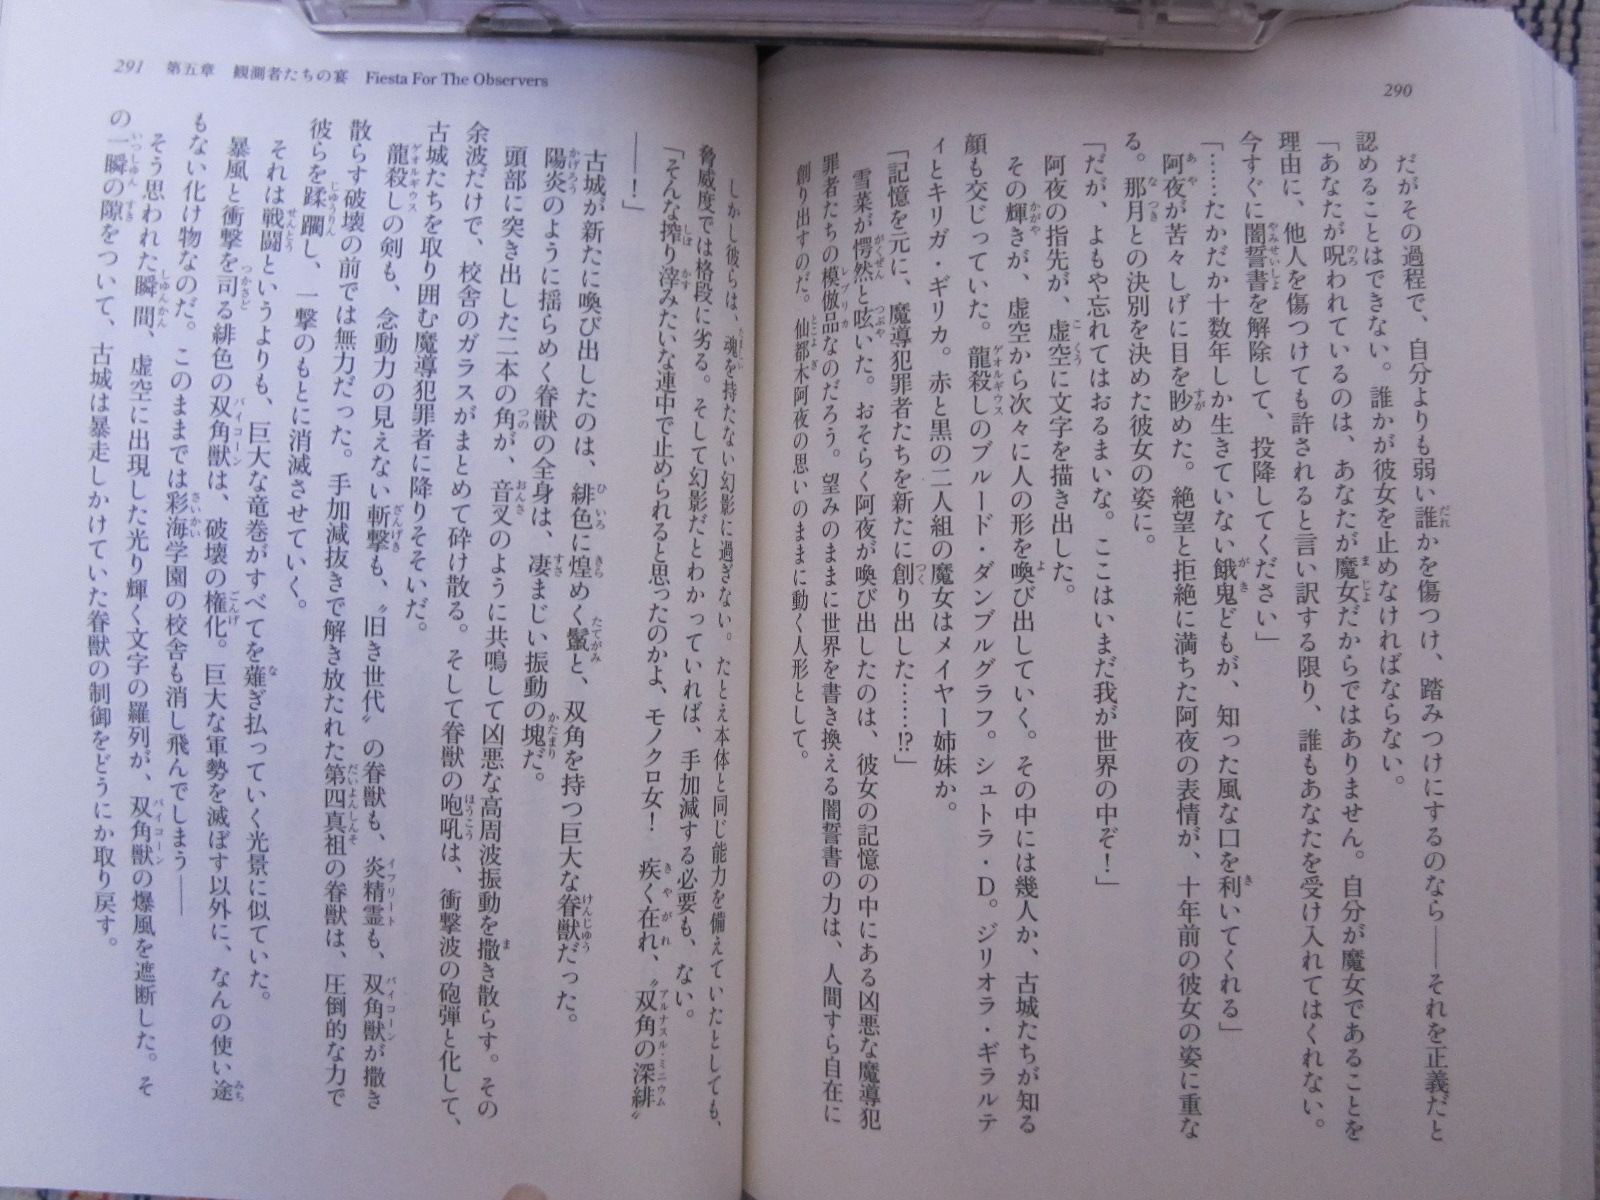 290
だがその過程で、自分よりも弱い誰かを傷つけ、踏みつけにするのなら――それを正義だと
認めることはできない。誰かが彼女を止めなければならない。
「あなたが呪われているのは、あなたが魔女だからではありません。自分が魔女であることを
理由に、他人を傷つけても許されると言い訳する限り、誰もあなたを受け入れてはくれない。
今すぐに闇誓書を解除して、投降してください」
「……たかだか十数年しか生きていない餓鬼どもが、知った風な口を利いてくれる」
阿夜が苦々しげに目を眇めた。絶望と拒絶に満ちた阿夜の表情が、十年前の彼女の姿に重な
る。那月との決別を決めた彼女の姿に。
「だが、よもや忘れてはおるまいな。ここはいまだ我が世界の中ぞ！」
阿夜の指先が、虚空に文字を描き出した。
その輝きが、虚空から次々に人の形を喚び出していく。その中には幾人か、古城たちが知る
顔も交じっていた。龍殺しのブルード・ダンブルグラフ。シュトラ・D。ジリオラ・ギラルテ
ィとキリガ・ギリカ。赤と黒の二人組の魔女はメイヤー姉妹か。
「記憶を元に、魔導犯罪者たちを新たに創り出した……!?」
雪菜が愕然と呟いた。おそらく阿夜が喚び出したのは、彼女の記憶の中にある凶悪な魔導犯
罪者たちの模倣品なのだろう。望みのままに世界を書き換える闇誓書の力は、人間すら自在に
創り出すのだ。仙都木阿夜の思いのままに動く人形として。
291　第五章　観測者たちの宴　Fiesta For The Observers
しかし彼らは、魂を持たない幻影に過ぎない。たとえ本体と同じ能力を備えていたとしても、
脅威度では格段に劣る。そして幻影だとわかっていれば、手加減する必要も、ない。
「そんな搾り滓みたいな連中で止められると思ったのかよ、モノクロ女！　疾く在れ、〝双角の深緋〟
――！」
古城が新たに喚び出したのは、緋色に煌めく鬣と、双角を持つ巨大な眷獣だった。
陽炎のように揺らめく眷獣の全身は、凄まじい振動の塊だ。
頭部に突き出した二本の角が、音叉のように共鳴して凶悪な高周波振動を撒き散らす。その
余波だけで、校舎のガラスがまとめて砕け散る。そして眷獣の咆吼は、衝撃波の砲弾と化して、
古城たちを取り囲む魔導犯罪者に降りそそいだ。
龍殺しの剣も、念動力の見えない斬撃も、〝旧き世代〟の眷獣も、炎精霊も、双角獣が撒き
散らす破壊の前では無力だった。手加減抜きで解き放たれた第四真祖の眷獣は、圧倒的な力で
彼らを蹂躙し、一撃のもとに消滅させていく。
それは戦闘というよりも、巨大な竜巻がすべてを薙ぎ払っていく光景に似ていた。
暴風と衝撃を司る緋色の双角獣は、破壊の権化。巨大な軍勢を滅ぼす以外に、なんの使い途
もない化け物なのだ。このままでは彩海学園の校舎も消し飛んでしまう――
そう思われた瞬間、虚空に出現した光り輝く文字の羅列が、双角獣の爆風を遮断した。そ
の一瞬の隙をついて、古城は暴走しかけていた眷獣の制御をどうにか取り戻す。